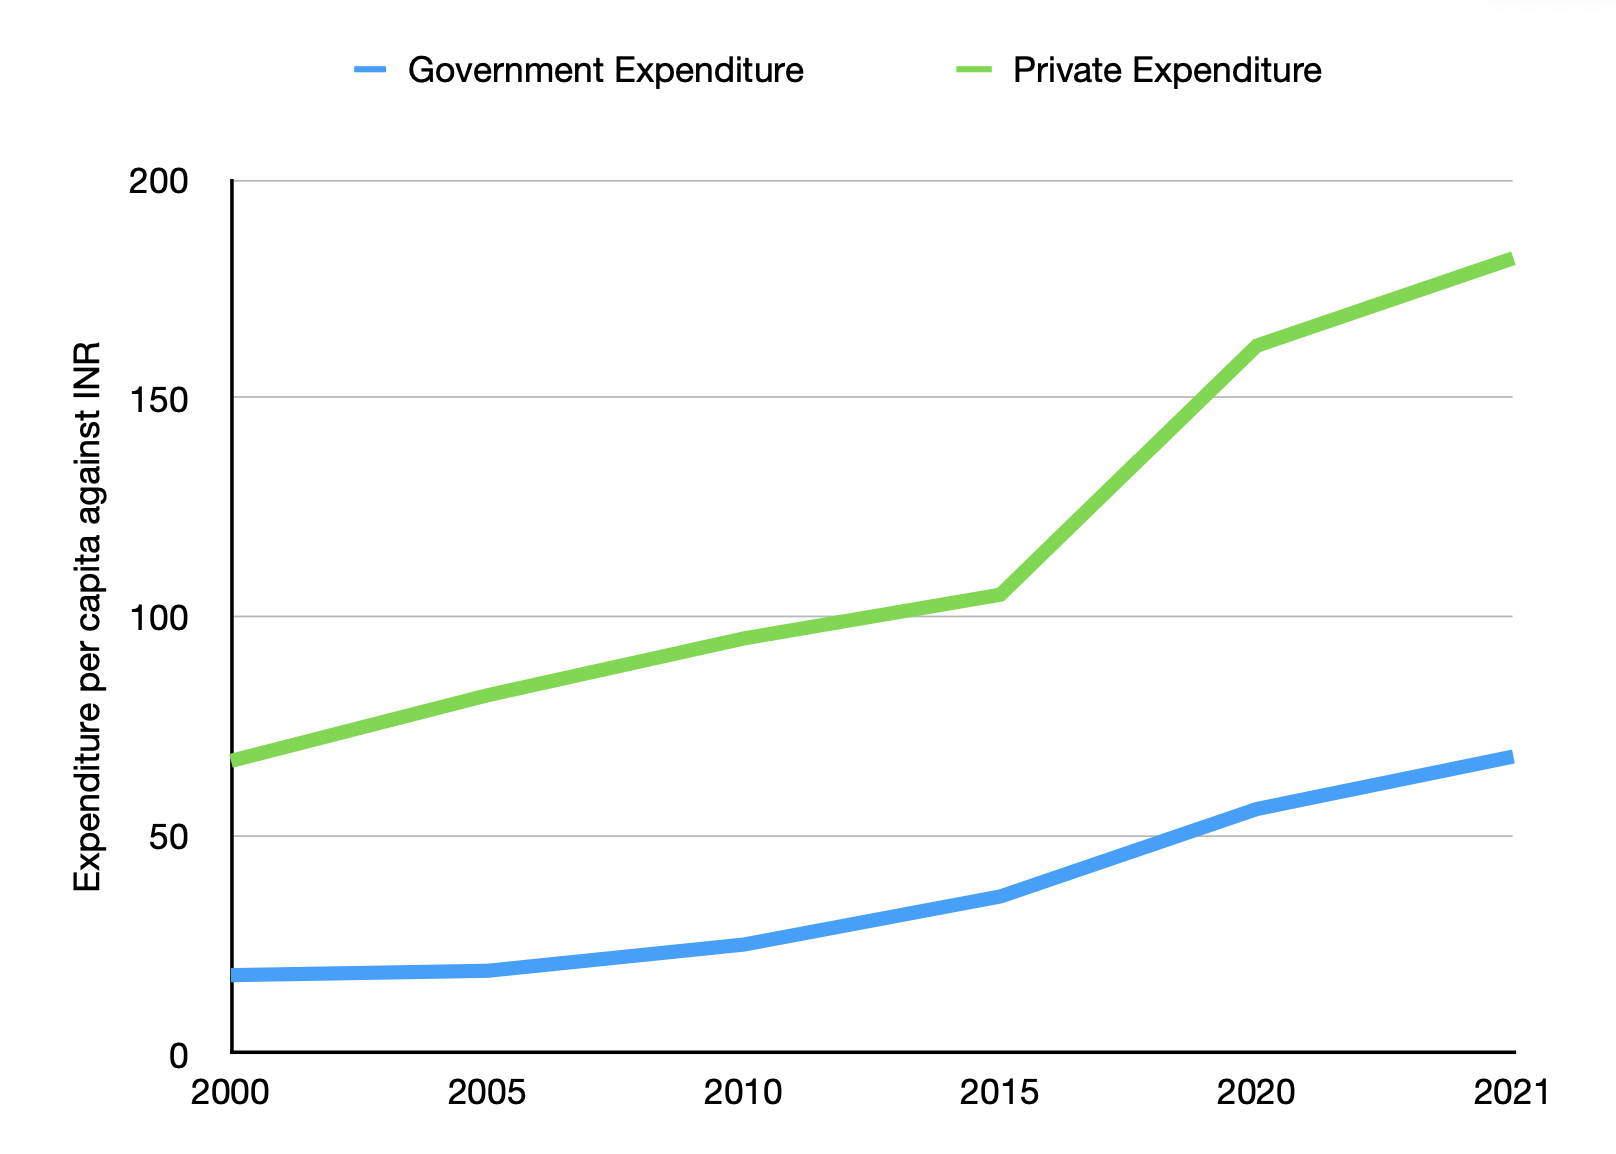 Government Expenditure
Private Expenditure
200
150
100
50
0
Expenditure per capita against INR
2000 2005 2010 2015 2020 2021